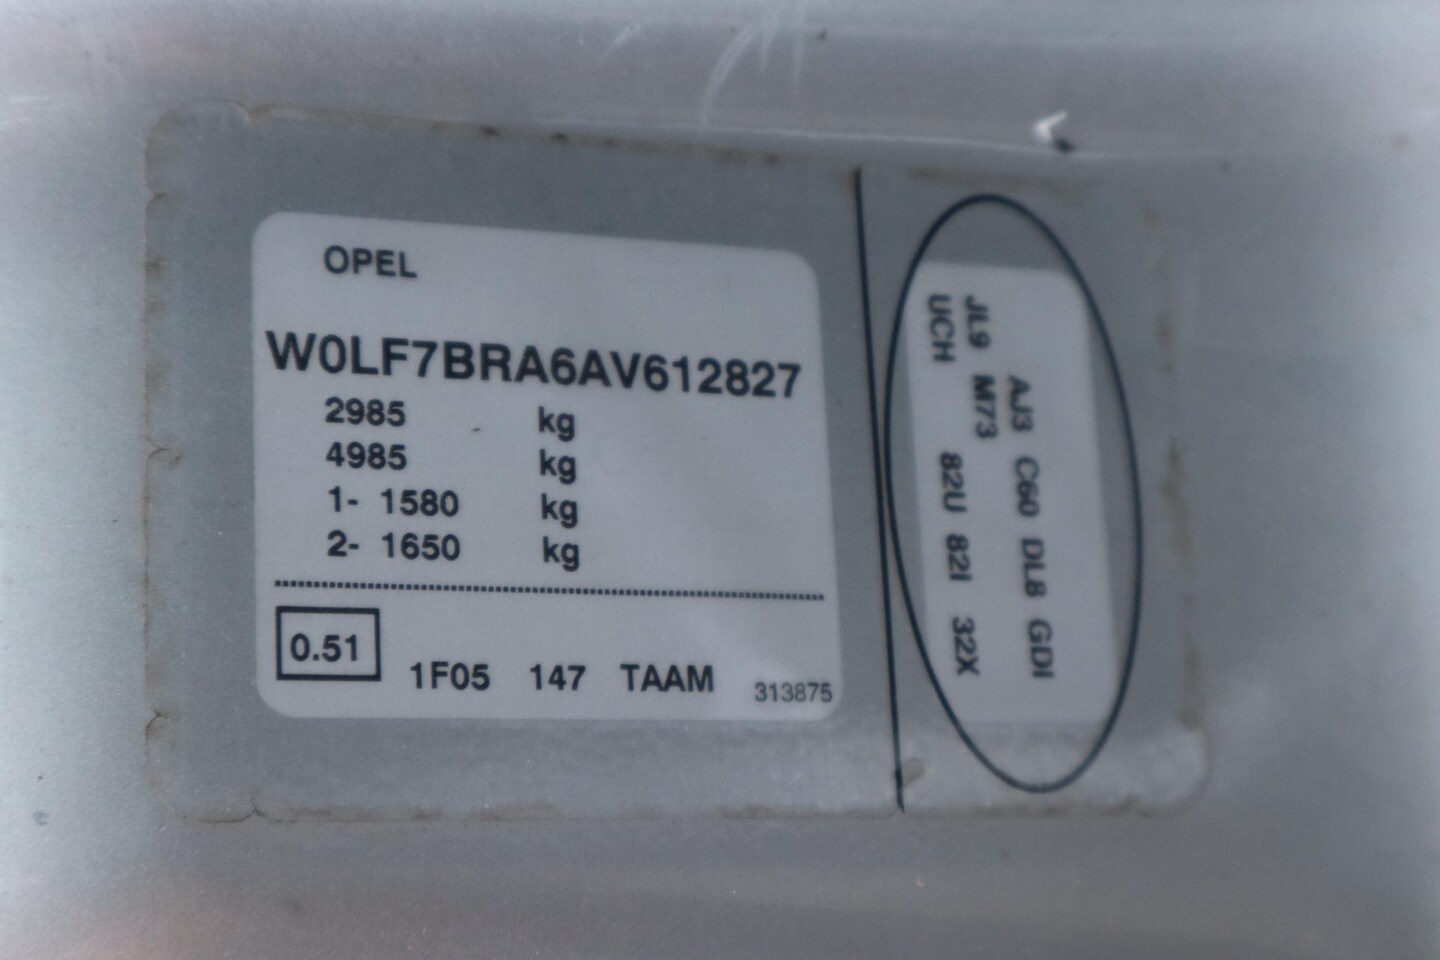 OPEL
W0LF7BRA6AV612827
2985 kg
4985 kg
1- 1580 kg
2- 1650 kg
0.51 1F05 147 TAAM 313875
AJ3 C60 DL8 GDI
JL9 M73
UCH 82U 82I 32X